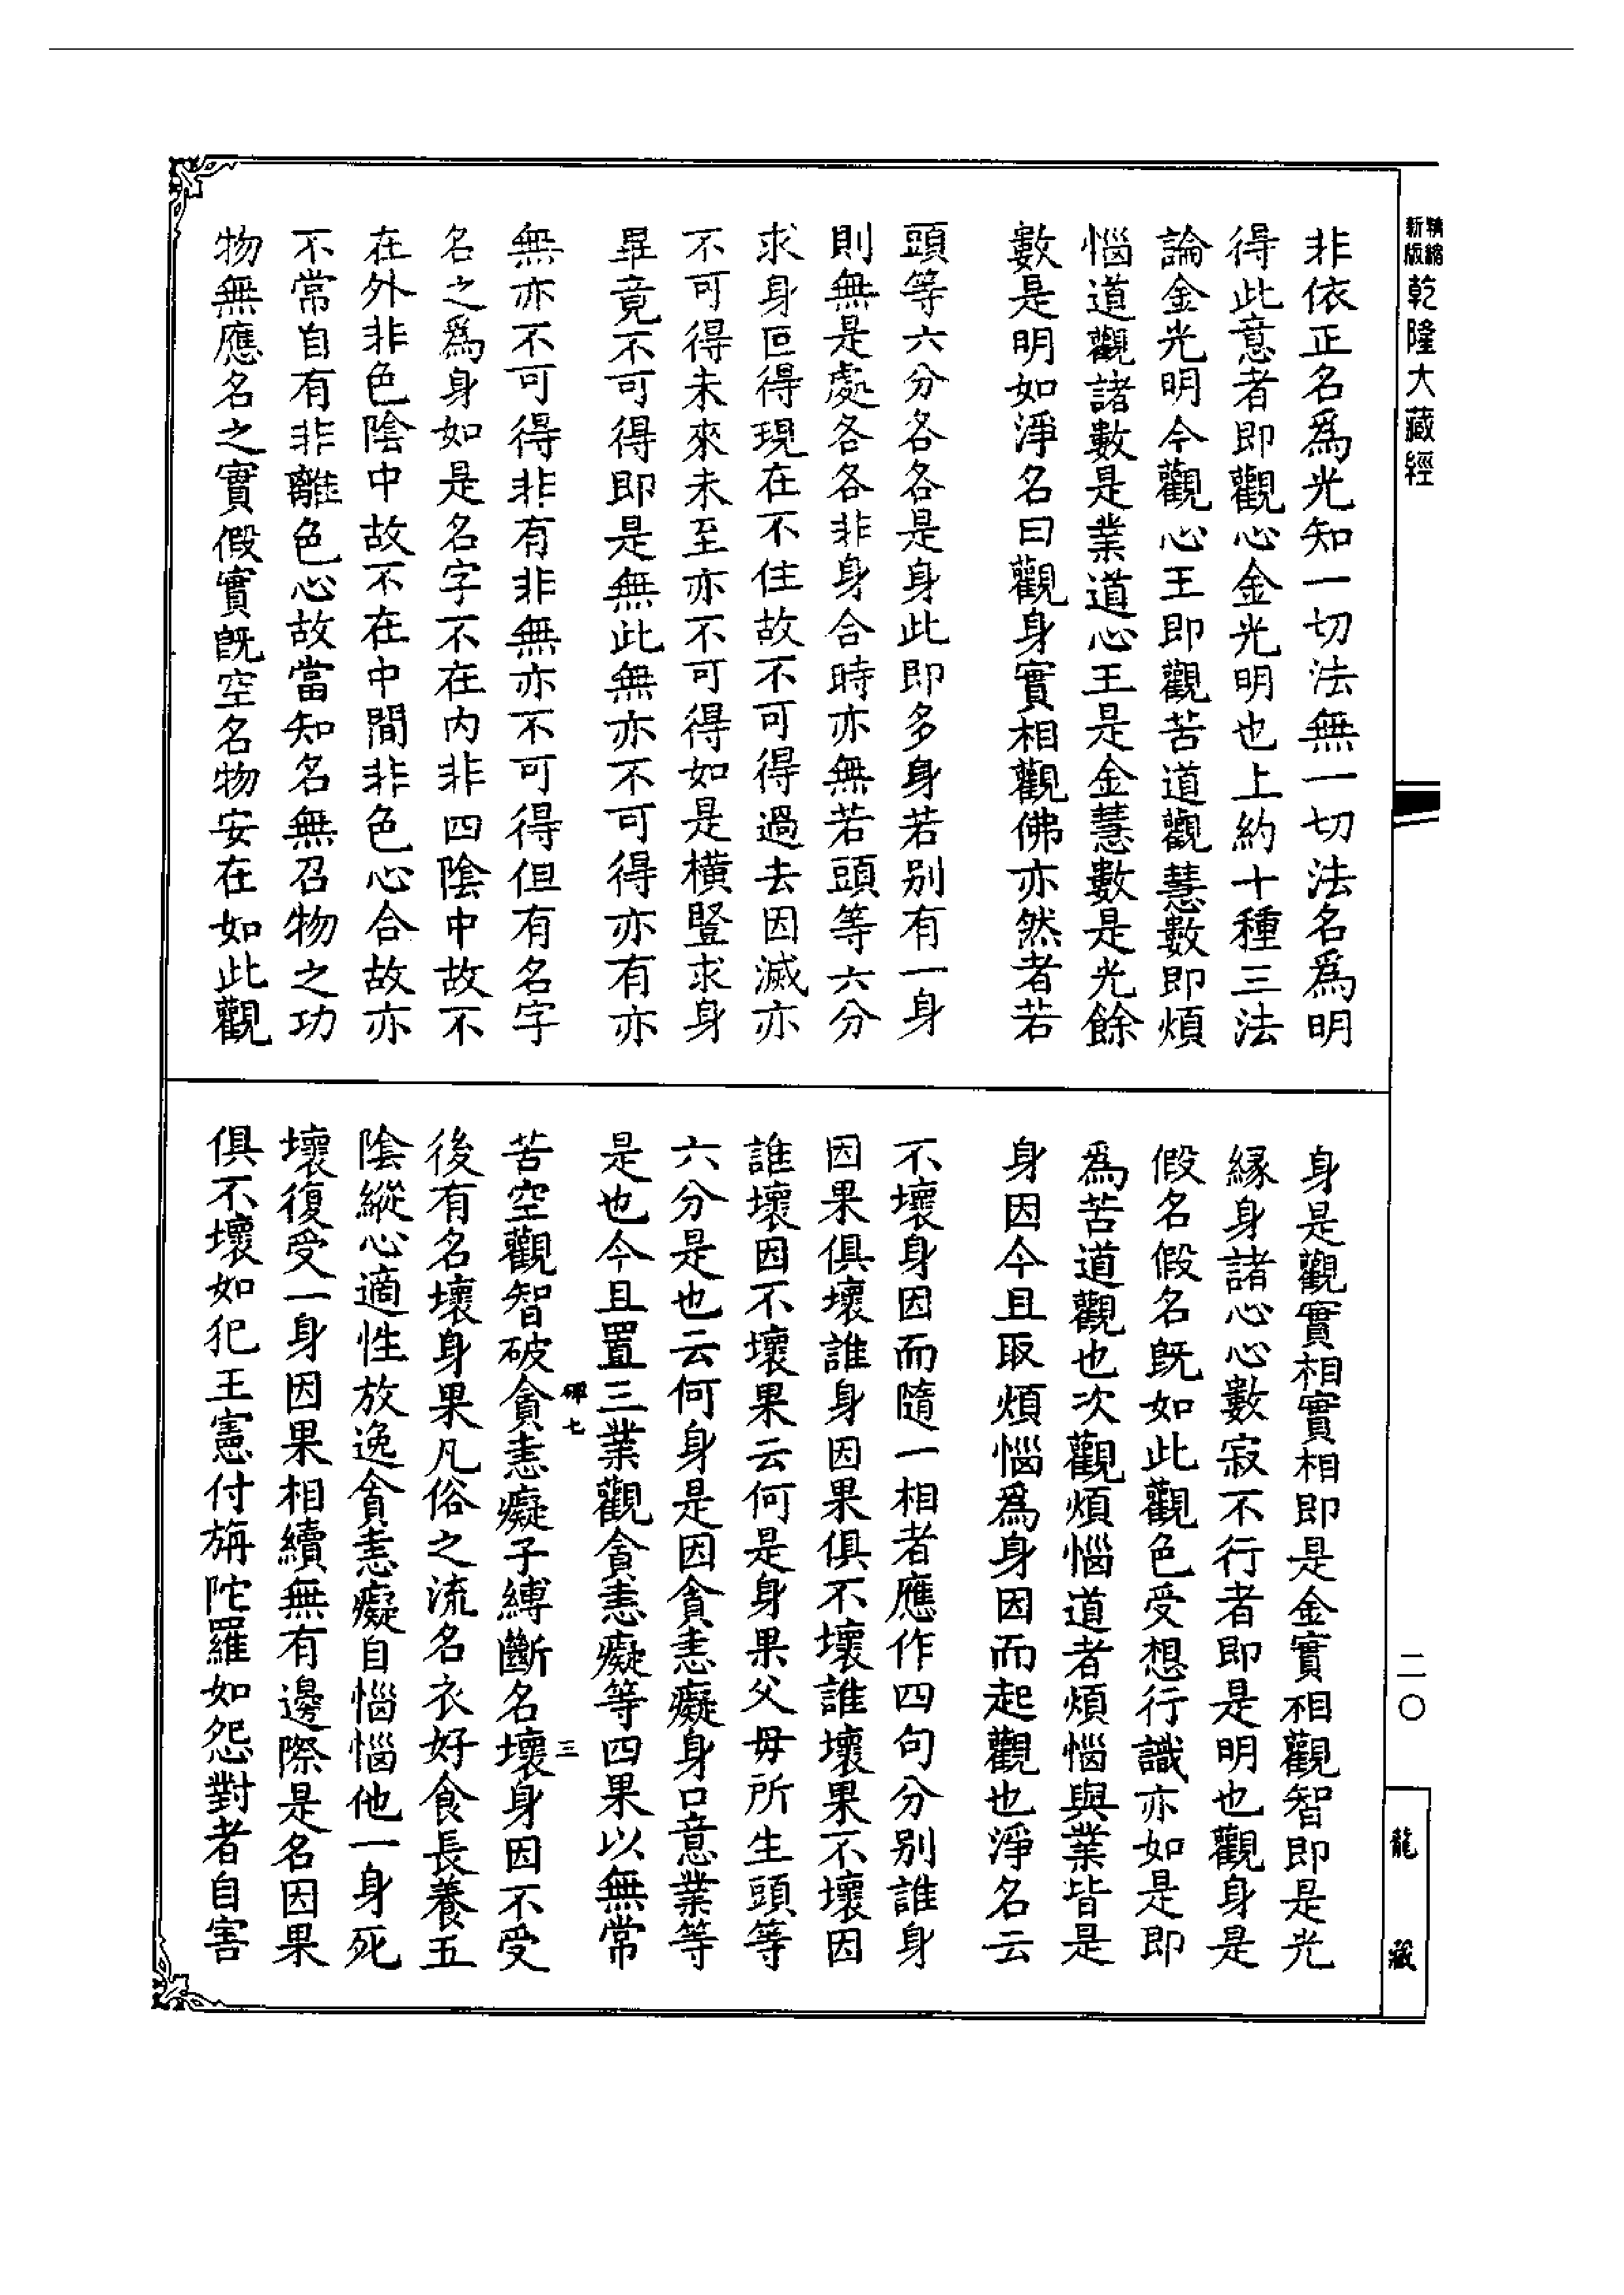 精縮新版乾隆大藏經
非依正名爲光知一切法無一切法名爲明
得此意者即觀心金光明也上約十種三法
論金光明今觀心王即觀苦道觀慧數即煩
惱道觀諸數是業道心王是金慧數是光餘
數是明如淨名曰觀身實相觀佛亦然者若
頭等六分各各是身此即多身若別有一身
則無是處各各非身合時亦無若頭等六分
求身叵得現在不住故不可得過去因滅亦
不可得未來未至亦不可得如是橫豎求身
畢竟不可得即是無此無亦不可得亦有亦
無亦不可得非有非無亦不可得但有名字
名之爲身如是名字不在內非四陰中故不
在外非色陰中故不在中間非色心合故亦
不常自有非離色心故當知名無召物之功
物無應名之實假實旣空名物安在如此觀
身是觀實相實相即是金實相觀智即是光
緣身諸心心數寂不行者即是明也觀身是
假名假名旣如此觀色受想行識亦如是即
爲苦道觀也次觀煩惱道者煩惱與業皆是
身因今且取煩惱爲身因而起觀也淨名云
不壞身因而隨一相者應作四句分別誰身
因果俱壞誰身因果俱不壞誰壞果不壞因
誰壞因不壞果云何是身果父母所生頭等
六分是也云何身是因貪恚癡身口意業等
是也今且置三業觀貪恚癡等四果以無常
苦空觀智破貪恚癡子縛斷名壞身因不受
後有名壞身果凡俗之流名衣好食長養五
陰縱心適性放逸貪恚癡自惱惱他一身死
壞復受一身因果相續無有邊際是名因果
俱不壞如犯王憲付旃陀羅如怨對者自害
七
三
二〇
龍藏